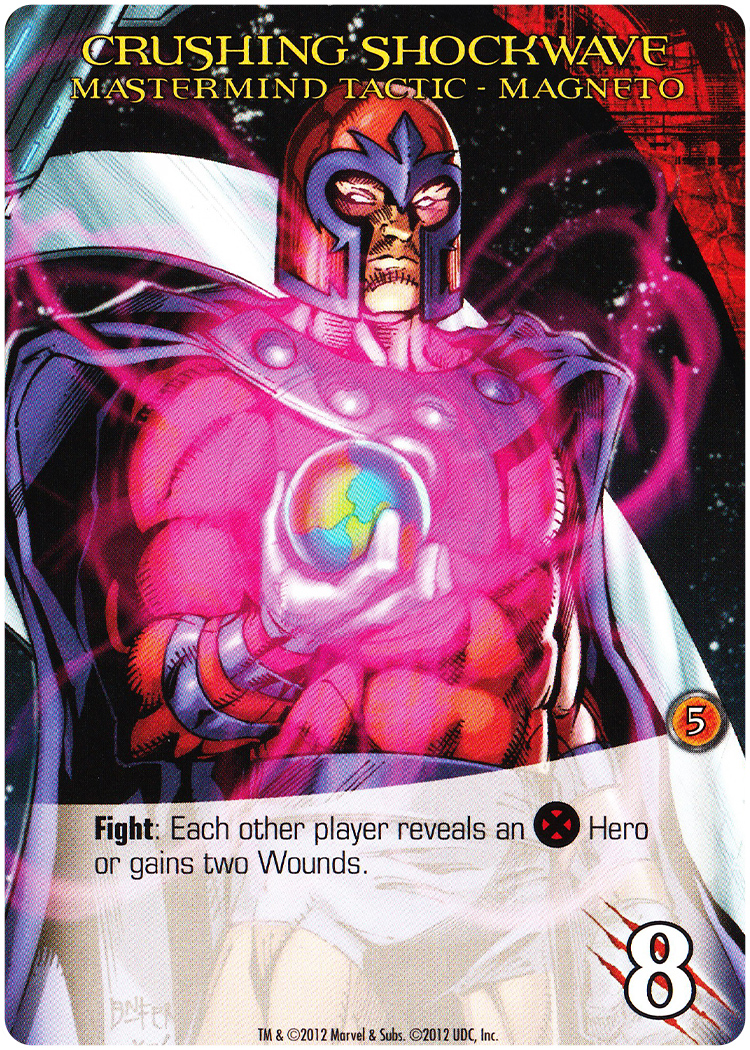 CRUSHING SHOCKWAVE
MASTERMIND TACTIC - MAGNETO
5
Fight: Each other player reveals an Hero
or gains two Wounds.
8
TM & ©2012 Marvel & Subs. ©2012 UDC, Inc.